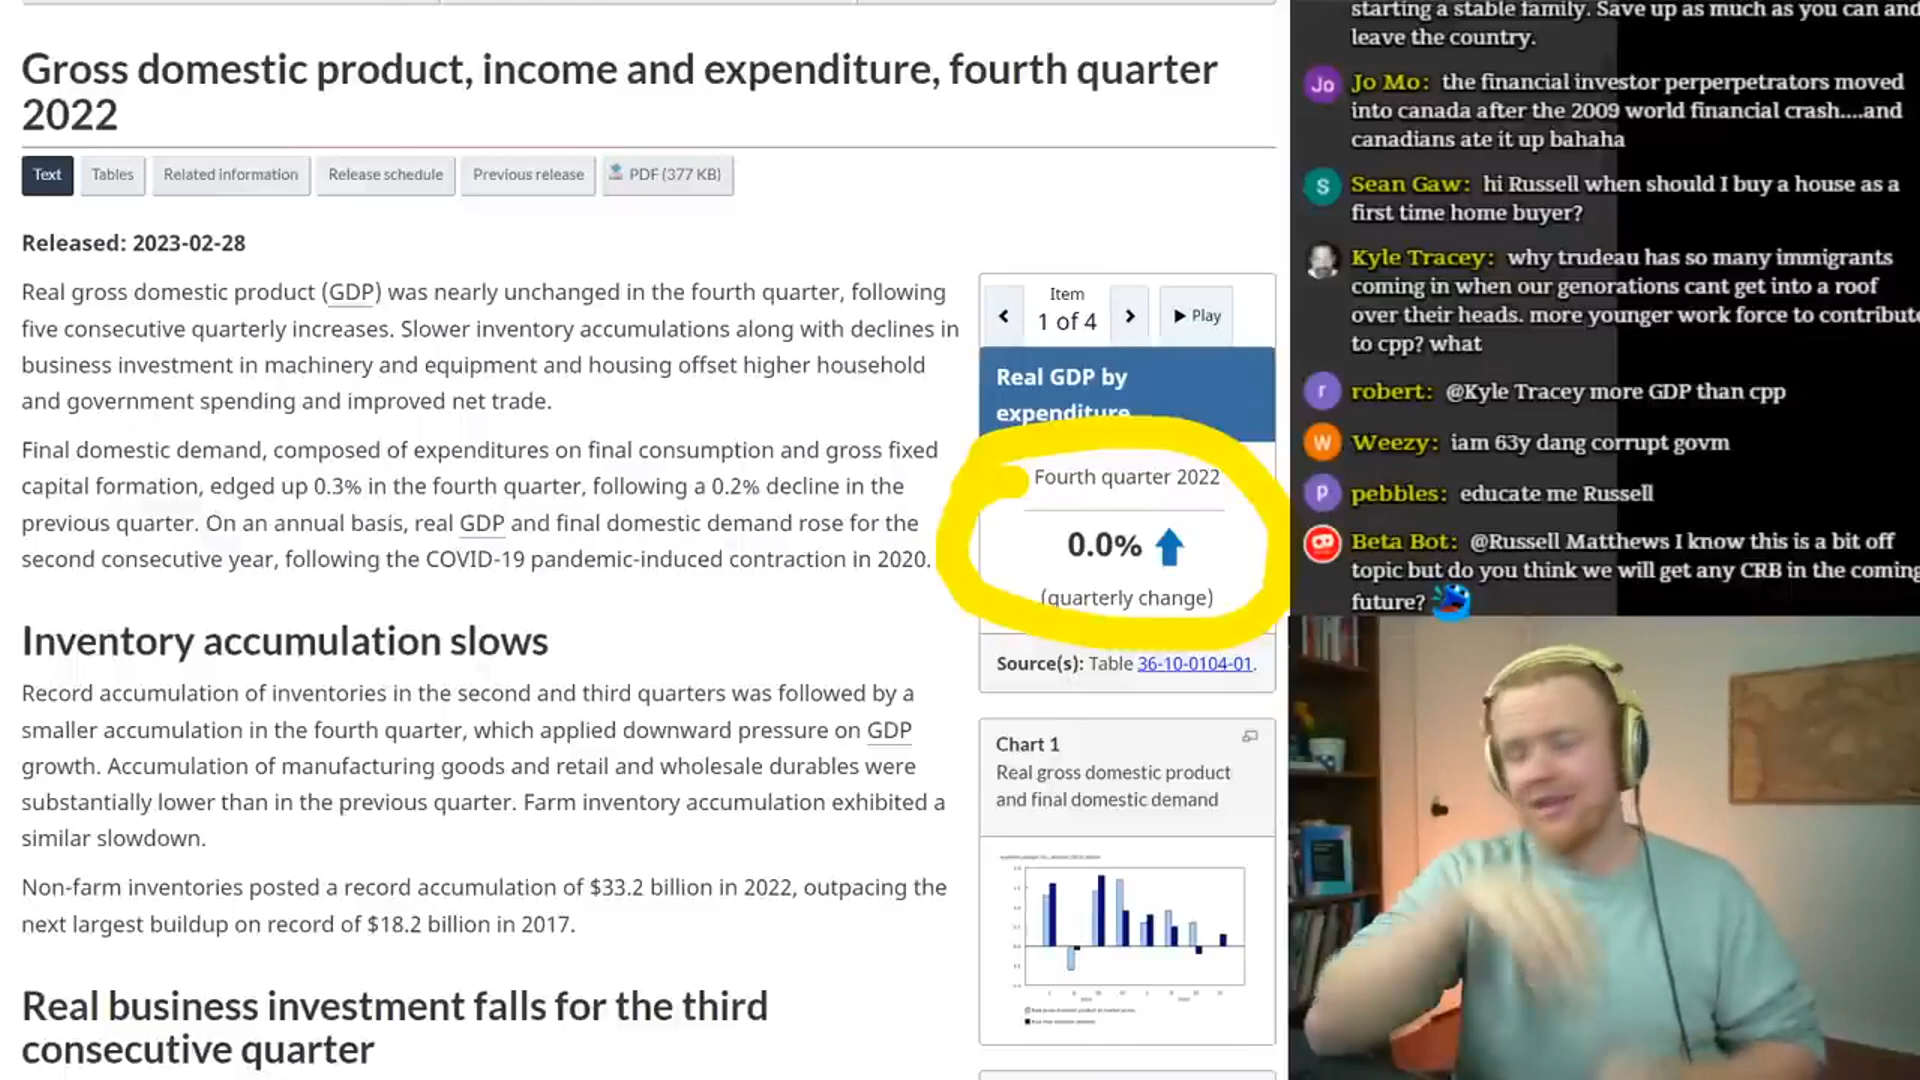 Gross domestic product, income and expenditure, fourth quarter
2022
Text
Tables
Related information
Release schedule
Previous release
PDF (377 KB)
Released: 2023-02-28
Real gross domestic product (GDP) was nearly unchanged in the fourth quarter, following
five consecutive quarterly increases. Slower inventory accumulations along with declines in
business investment in machinery and equipment and housing offset higher household
and government spending and improved net trade.
Final domestic demand, composed of expenditures on final consumption and gross fixed
capital formation, edged up 0.3% in the fourth quarter, following a 0.2% decline in the
previous quarter. On an annual basis, real GDP and final domestic demand rose for the
second consecutive year, following the COVID-19 pandemic-induced contraction in 2020.
Inventory accumulation slows
Record accumulation of inventories in the second and third quarters was followed by a
smaller accumulation in the fourth quarter, which applied downward pressure on GDP
growth. Accumulation of manufacturing goods and retail and wholesale durables were
substantially lower than in the previous quarter. Farm inventory accumulation exhibited a
similar slowdown.
Non-farm inventories posted a record accumulation of $33.2 billion in 2022, outpacing the
next largest buildup on record of $18.2 billion in 2017.
Real business investment falls for the third
consecutive quarter
Item
1 of 4
Play
Real GDP by
expenditure
Fourth quarter 2022
0.0%
(quarterly change)
Source(s): Table 36-10-0104-01.
Chart 1
Real gross domestic product
and final domestic demand
starting a stable family. Save up as much as you can and
leave the country.
Jo
Jo Mo: the financial investor perperpetrators moved
into canada after the 2009 world financial crash....and
canadians ate it up bahaha
S
Sean Gaw: hi Russell when should I buy a house as a
first time home buyer?
Kyle Tracey: why trudeau has so many immigrants
coming in when our genorations cant get into a roof
over their heads. more younger work force to contribute
to cpp? what
r
robert: @Kyle Tracey more GDP than cpp
W
Weezy: iam 63y dang corrupt govm
p
pebbles: educate me Russell
Beta Bot: @Russell Matthews I know this is a bit off
topic but do you think we will get any CRB in the coming
future?